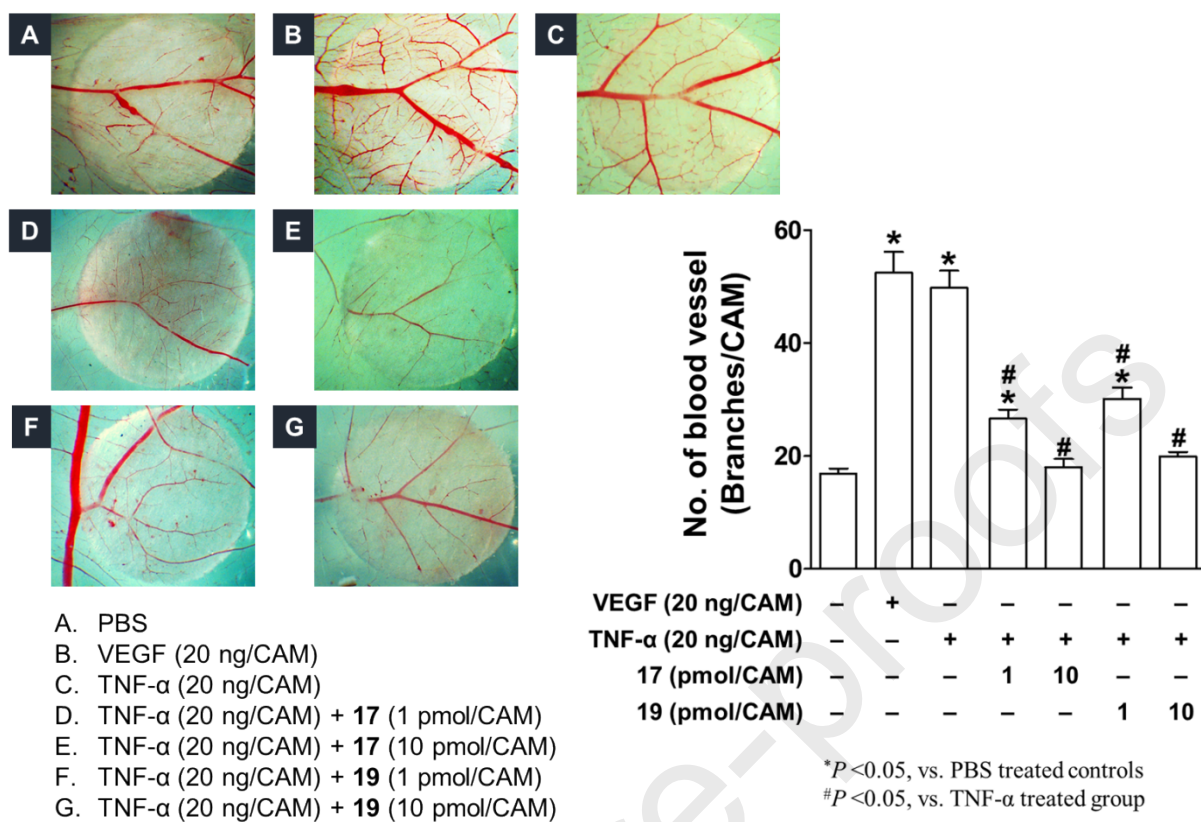 A
B
C
D
E
F
G
A. PBS
B. VEGF (20 ng/CAM)
C. TNF-α (20 ng/CAM)
D. TNF-α (20 ng/CAM) + 17 (1 pmol/CAM)
E. TNF-α (20 ng/CAM) + 17 (10 pmol/CAM)
F. TNF-α (20 ng/CAM) + 19 (1 pmol/CAM)
G. TNF-α (20 ng/CAM) + 19 (10 pmol/CAM)
No. of blood vessel
(Branches/CAM)
60
40
20
0
* * # * # # * #
VEGF (20 ng/CAM) – + – – – – –
TNF-α (20 ng/CAM) – – + + + + +
17 (pmol/CAM) – – – 1 10 – –
19 (pmol/CAM) – – – – – 1 10
*P <0.05, vs. PBS treated controls
#P <0.05, vs. TNF-α treated group
e-proofs